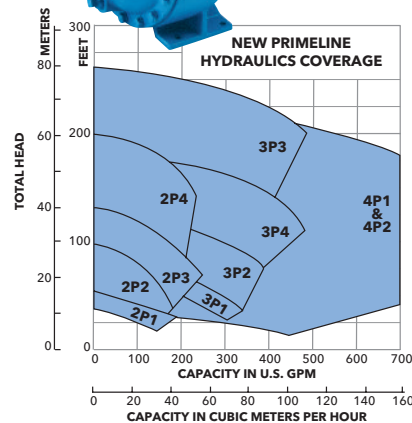 NEW PRIMELINE
HYDRAULICS COVERAGE
METERS
FEET
TOTAL HEAD
80
60
40
20
0
300
200
100
0
3P3
2P4
4P1
&
4P2
3P4
3P2
2P3
2P2
3P1
2P1
0 100 200 300 400 500 600 700
CAPACITY IN U.S. GPM
0 20 40 60 80 100 120 140 160
CAPACITY IN CUBIC METERS PER HOUR